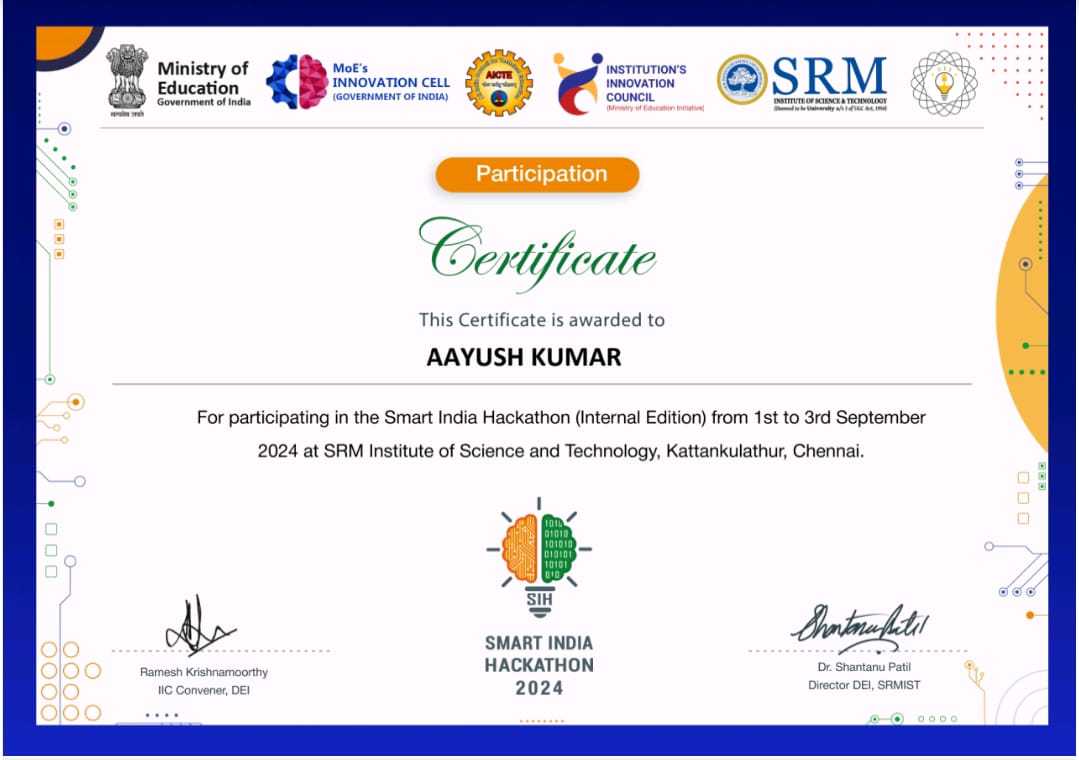 Ministry of
Education
Government of India
सत्यमेव जयते
MoE's
INNOVATION CELL
(GOVERNMENT OF INDIA)
AICTE
INSTITUTION'S
INNOVATION
COUNCIL
(Ministry of Education Initiative)
SRM
INSTITUTE OF SCIENCE & TECHNOLOGY
(Deemed to be University u/s 3 of UGC Act, 1956)
Participation
Certificate
This Certificate is awarded to
AAYUSH KUMAR
For participating in the Smart India Hackathon (Internal Edition) from 1st to 3rd September
2024 at SRM Institute of Science and Technology, Kattankulathur, Chennai.
1010
01010
101010
010101
10101
010
SIH
SMART INDIA
HACKATHON
2024
Ramesh Krishnamoorthy
IIC Convener, DEI
Shantanu Patil
Dr. Shantanu Patil
Director DEI, SRMIST